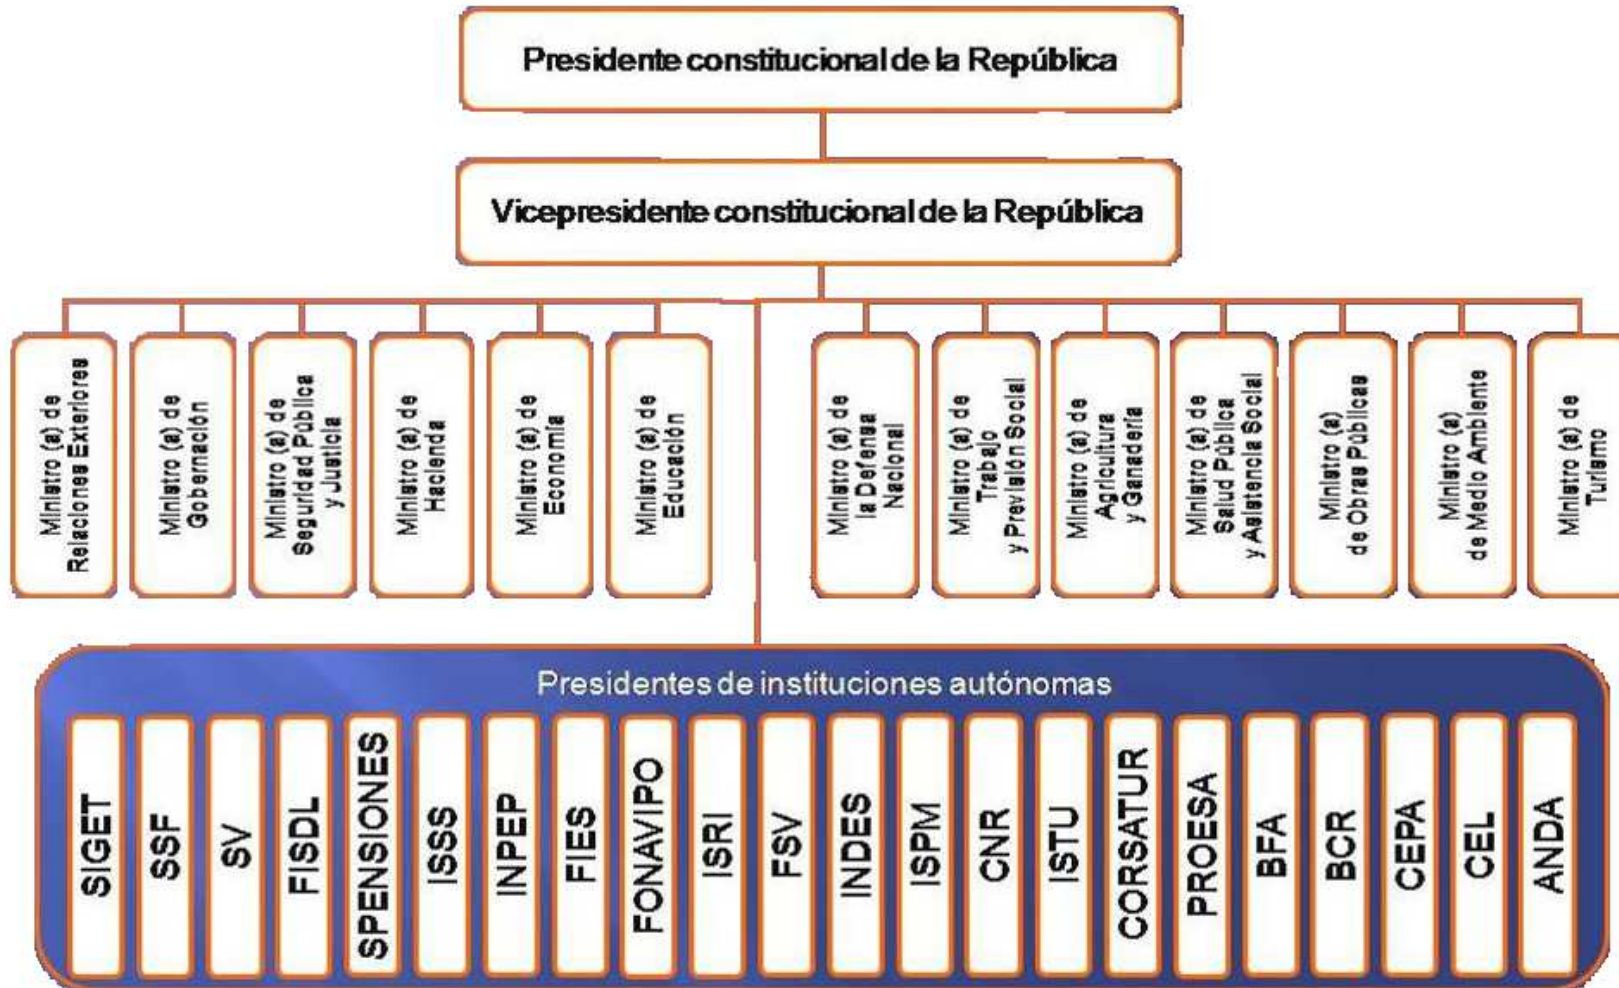 Presidente constitucional de la República
Vicepresidente constitucional de la República
Ministro (a) de
Relaciones Exteriores
Ministro (a) de
Gobernación
Ministro (a) de
Seguridad Pública
y Justicia
Ministro (a) de
Hacienda
Ministro (a) de
Economía
Ministro (a) de
Educación
Ministro (a) de
la Defensa
Nacional
Ministro (a) de
Trabajo
y Previsión Social
Ministro (a) de
Agricultura
y Ganadería
Ministro (a) de
Salud Pública
y Asistencia Social
Ministro (a)
de Obras Públicas
Ministro (a)
de Medio Ambiente
Ministro (a) de
Turismo
Presidentes de instituciones autónomas
SIGET
SSF
SV
FISDL
SPENSIONES
ISSS
INPEP
FIES
FONAVIPO
ISRI
FSV
INDES
ISPM
CNR
ISTU
CORSATUR
PROESA
BFA
BCR
CEPA
CEL
ANDA